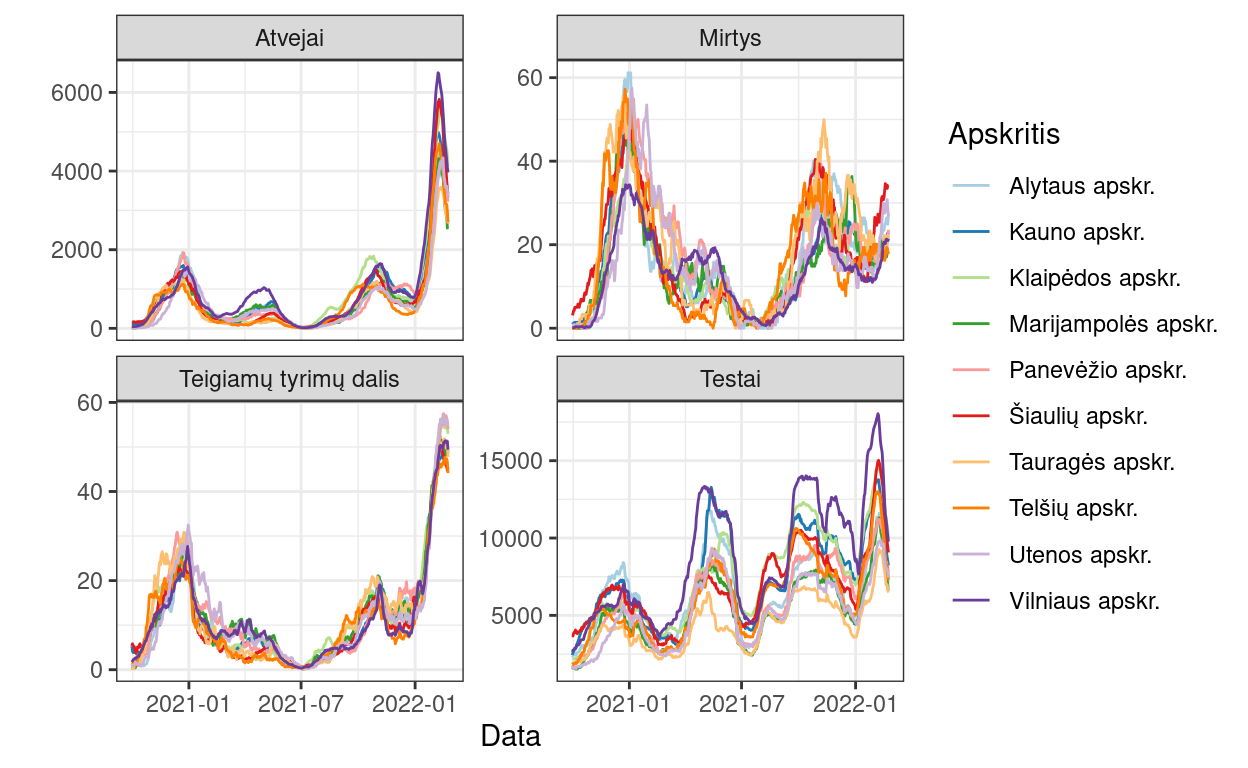 Atvejai
Mirtys
6000
4000
2000
0
60
40
20
0
Teigiamų tyrimų dalis
Testai
60
40
20
0
15000
10000
5000
2021-01 2021-07 2022-01
2021-01 2021-07 2022-01
Data
Apskritis
Alytaus apskr.
Kauno apskr.
Klaipėdos apskr.
Marijampolės apskr.
Panevėžio apskr.
Šiaulių apskr.
Tauragės apskr.
Telšių apskr.
Utenos apskr.
Vilniaus apskr.